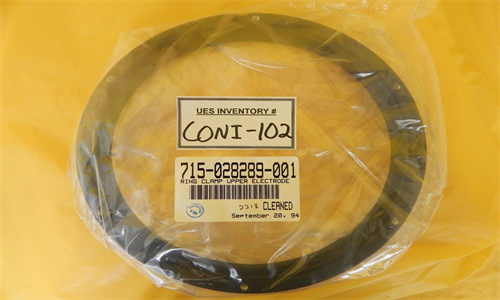 UES INVENTORY #
CONI-102
715-028289-001
RING CLAMP UPPER ELECTRODE
CLEANED
September 20, 94